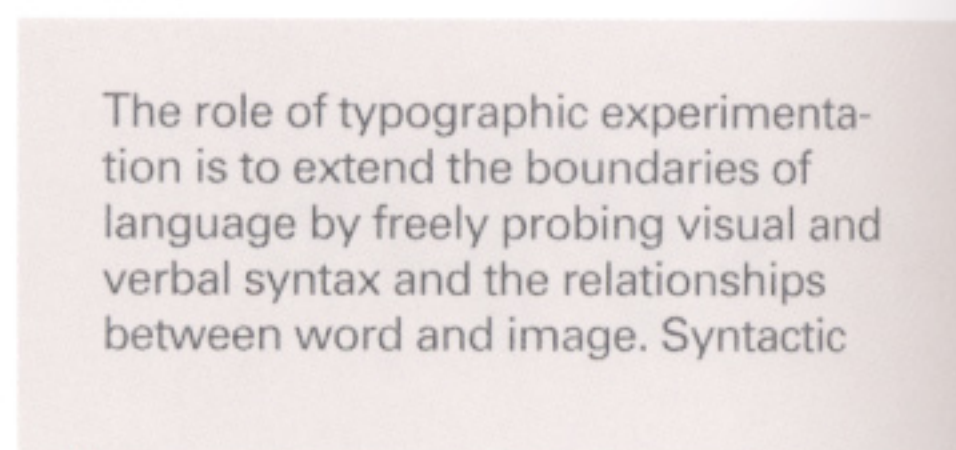 The role of typographic experimenta-
tion is to extend the boundaries of
language by freely probing visual and
verbal syntax and the relationships
between word and image. Syntactic